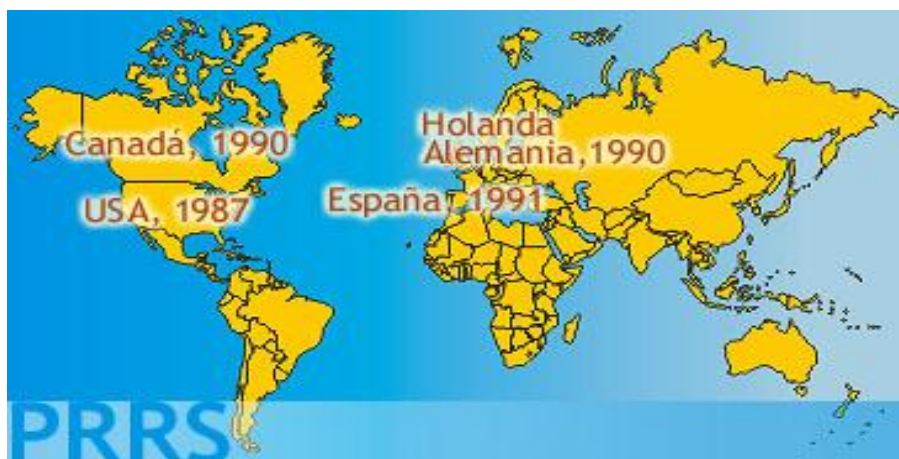 Canadá, 1990
Holanda
Alemania,1990
USA, 1987
España, 1991
PRRS